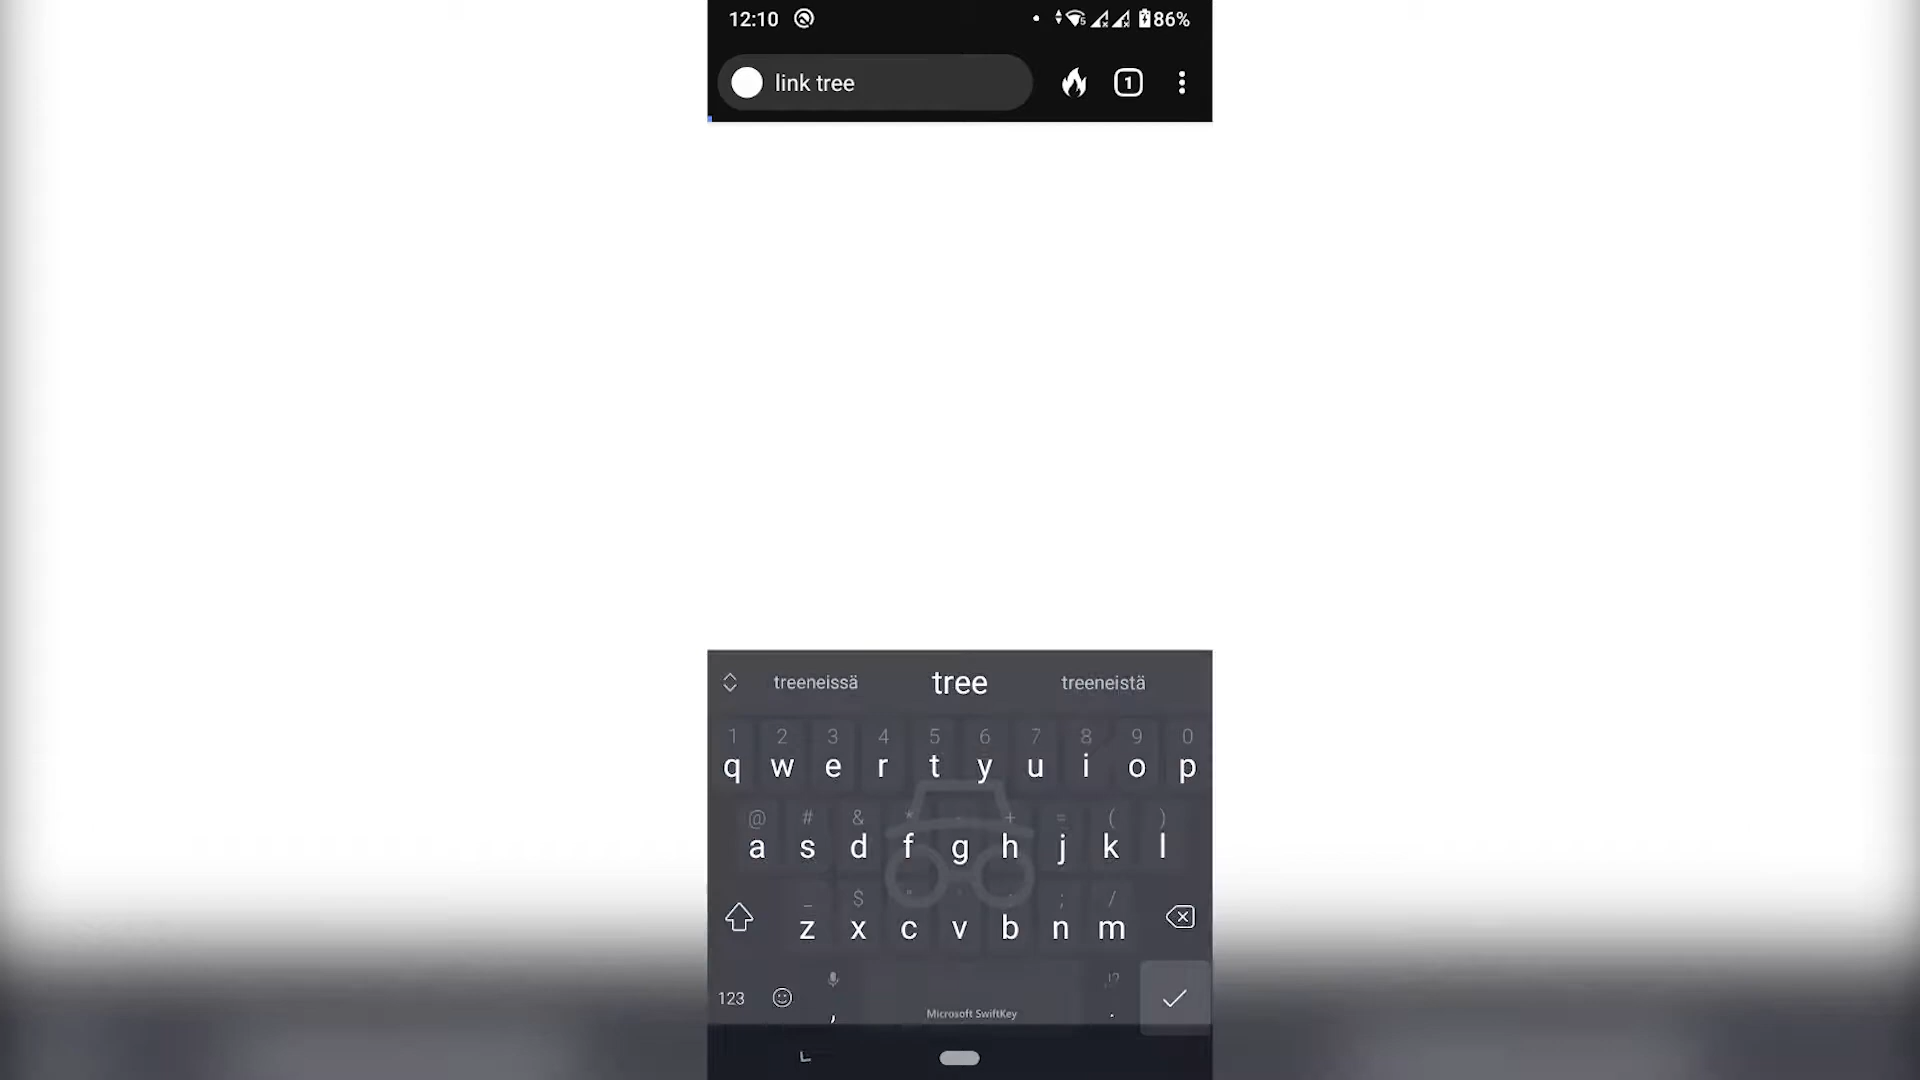 12:10 5 86%
link tree 1
treeneissä tree treeneistä
1 2 3 4 5 6 7 8 9 0
q w e r t y u i o p
@ # & * - + = ( )
a s d f g h j k l
_ $ " ' : ; /
z x c v b n m
123 , Microsoft SwiftKey !? .